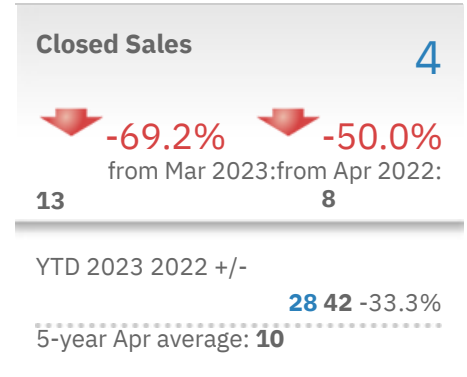 Closed Sales
4
-69.2% -50.0%
from Mar 2023:from Apr 2022:
13 8
YTD 2023 2022 +/-
28 42 -33.3%
5-year Apr average: 10